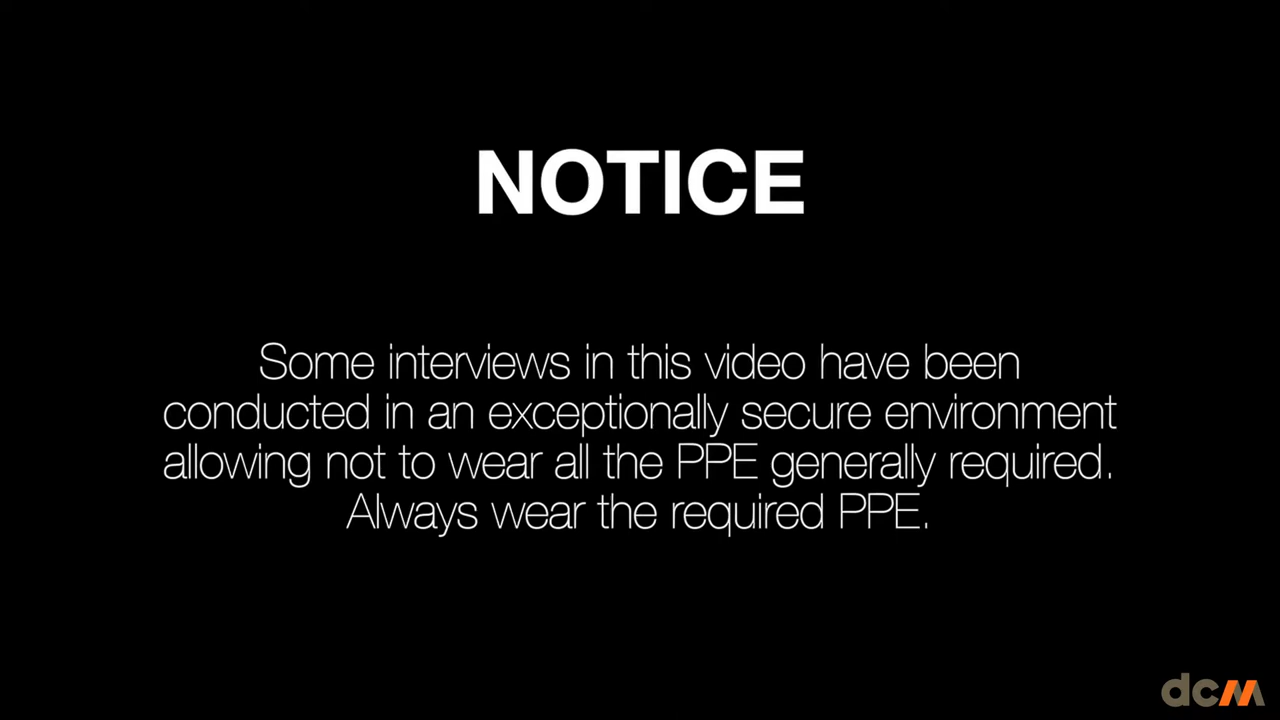 NOTICE
Some interviews in this video have been
conducted in an exceptionally secure environment
allowing not to wear all the PPE generally required.
Always wear the required PPE.
dcm